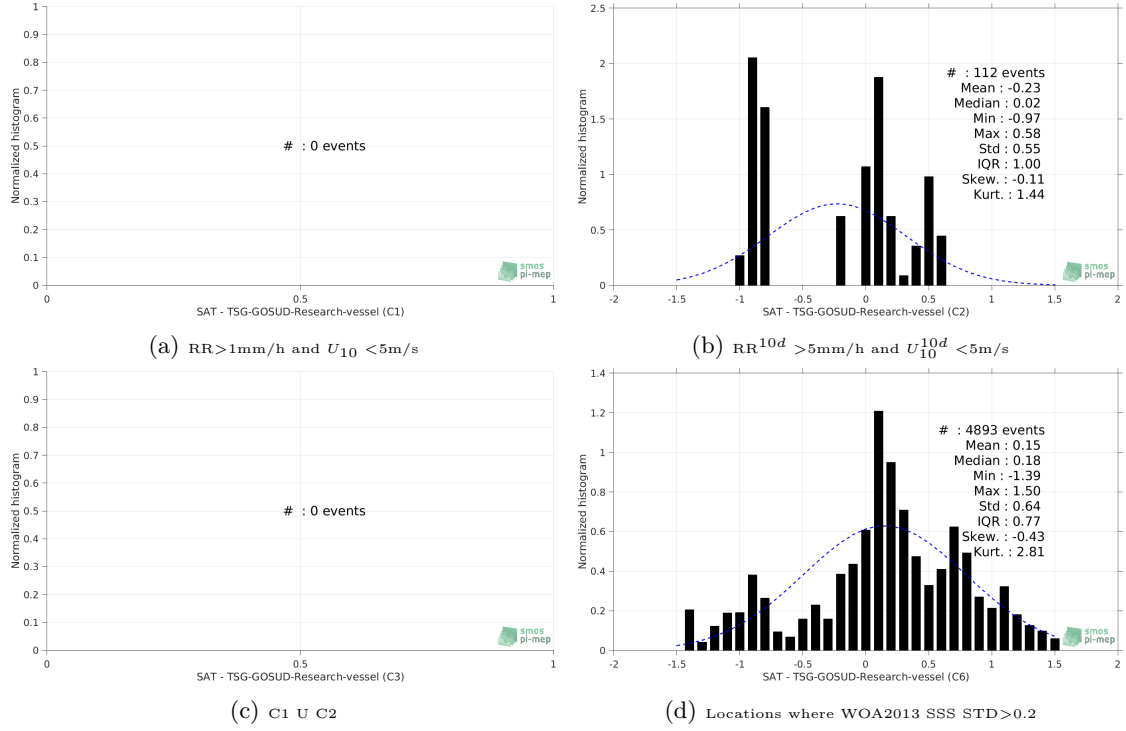 1
0.9
0.8
0.7
0.6
0.5
0.4
0.3
0.2
0.1
0
Normalized histogram
# : 0 events
smos
pi-mep
0
0.5
1
SAT - TSG-GOSUD-Research-vessel (C1)
(a) RR>1mm/h and U10 <5m/s
2.5
2
1.5
1
0.5
0
Normalized histogram
# : 112 events
Mean : -0.23
Median : 0.02
Min : -0.97
Max : 0.58
Std : 0.55
IQR : 1.00
Skew. : -0.11
Kurt. : 1.44
smos
pi-mep
-2
-1.5
-1
-0.5
0
0.5
1
1.5
2
SAT - TSG-GOSUD-Research-vessel (C2)
(b) RR10d >5mm/h and U10d10 <5m/s
1
0.9
0.8
0.7
0.6
0.5
0.4
0.3
0.2
0.1
0
Normalized histogram
# : 0 events
smos
pi-mep
0
0.5
1
SAT - TSG-GOSUD-Research-vessel (C3)
(c) C1 U C2
1.4
1.2
1
0.8
0.6
0.4
0.2
0
Normalized histogram
# : 4893 events
Mean : 0.15
Median : 0.18
Min : -1.39
Max : 1.50
Std : 0.64
IQR : 0.77
Skew. : -0.43
Kurt. : 2.81
smos
pi-mep
-2
-1.5
-1
-0.5
0
0.5
1
1.5
2
SAT - TSG-GOSUD-Research-vessel (C6)
(d) Locations where WOA2013 SSS STD>0.2